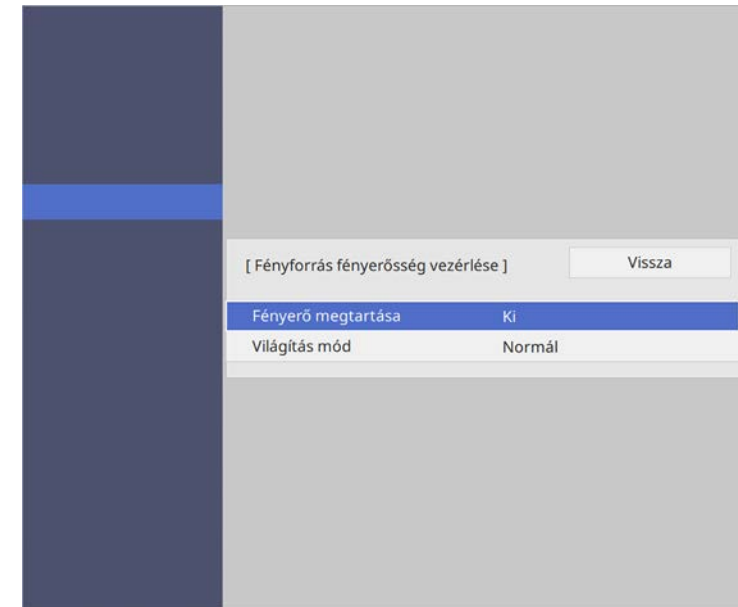 [ Fényforrás fényerősség vezérlése ] Vissza
Fényerő megtartása Ki
Világítás mód Normál